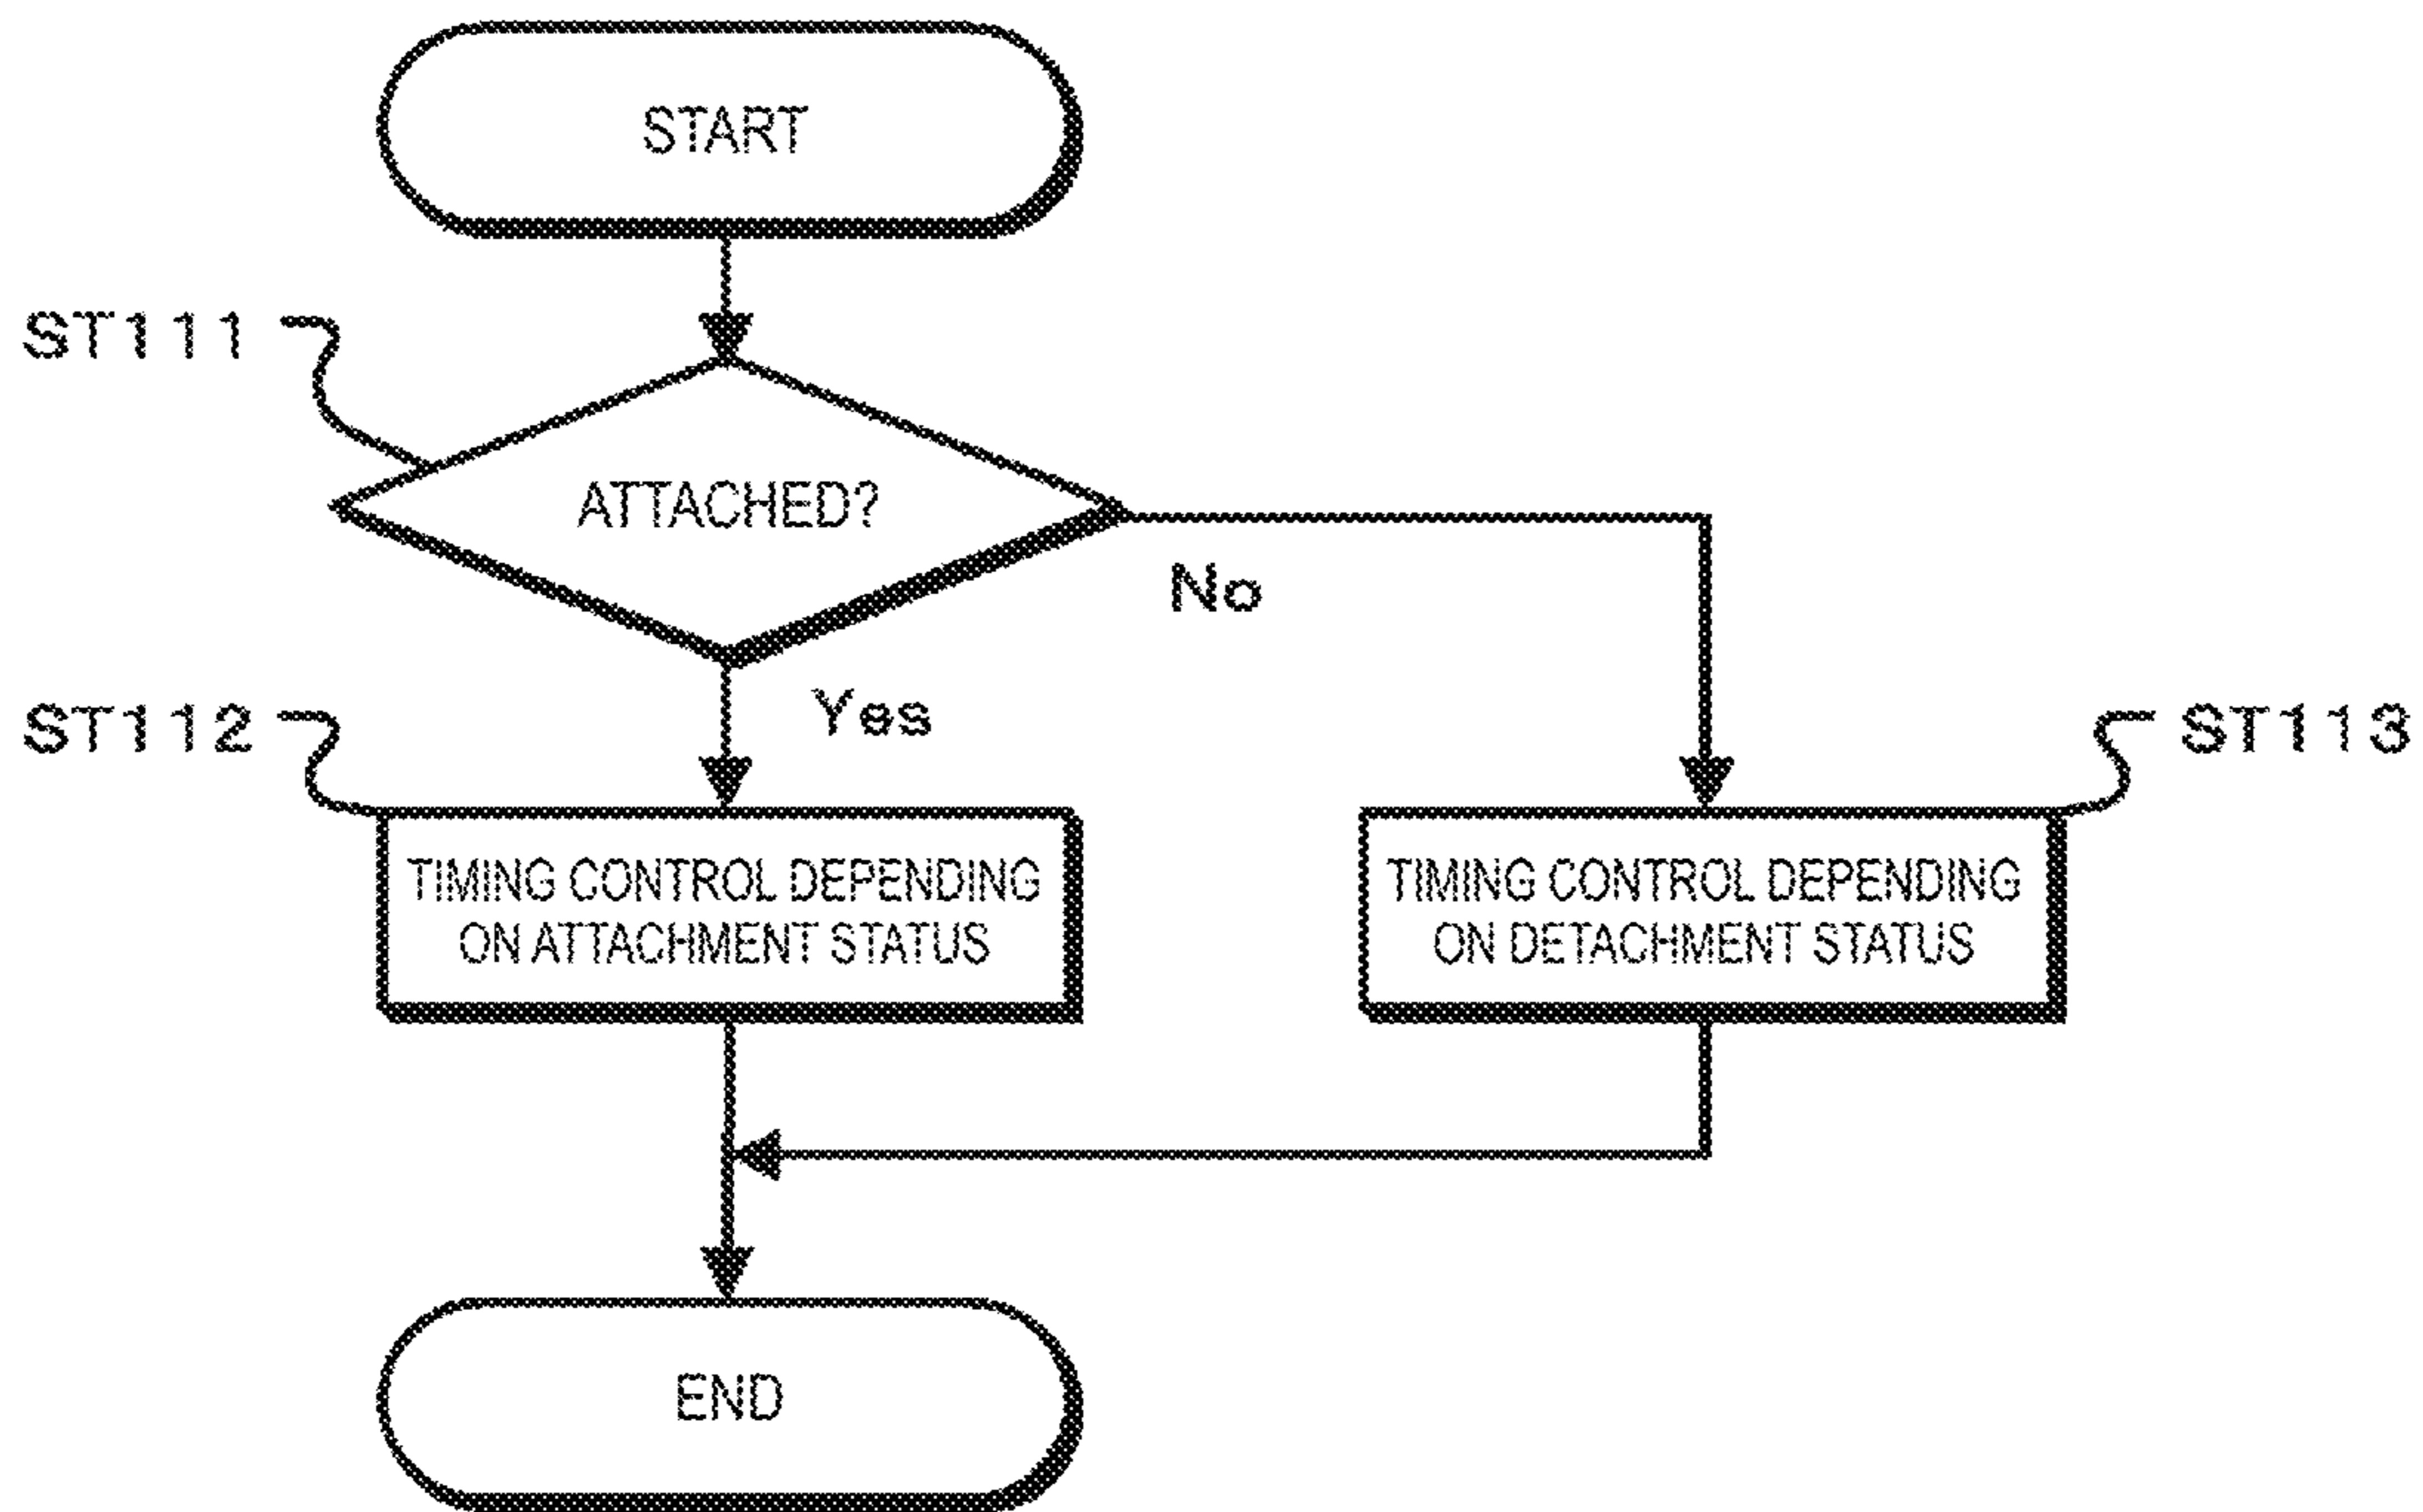 START
ST111
ATTACHED?
No
Yes
ST112
ST113
TIMING CONTROL DEPENDING
ON ATTACHMENT STATUS
TIMING CONTROL DEPENDING
ON DETACHMENT STATUS
END